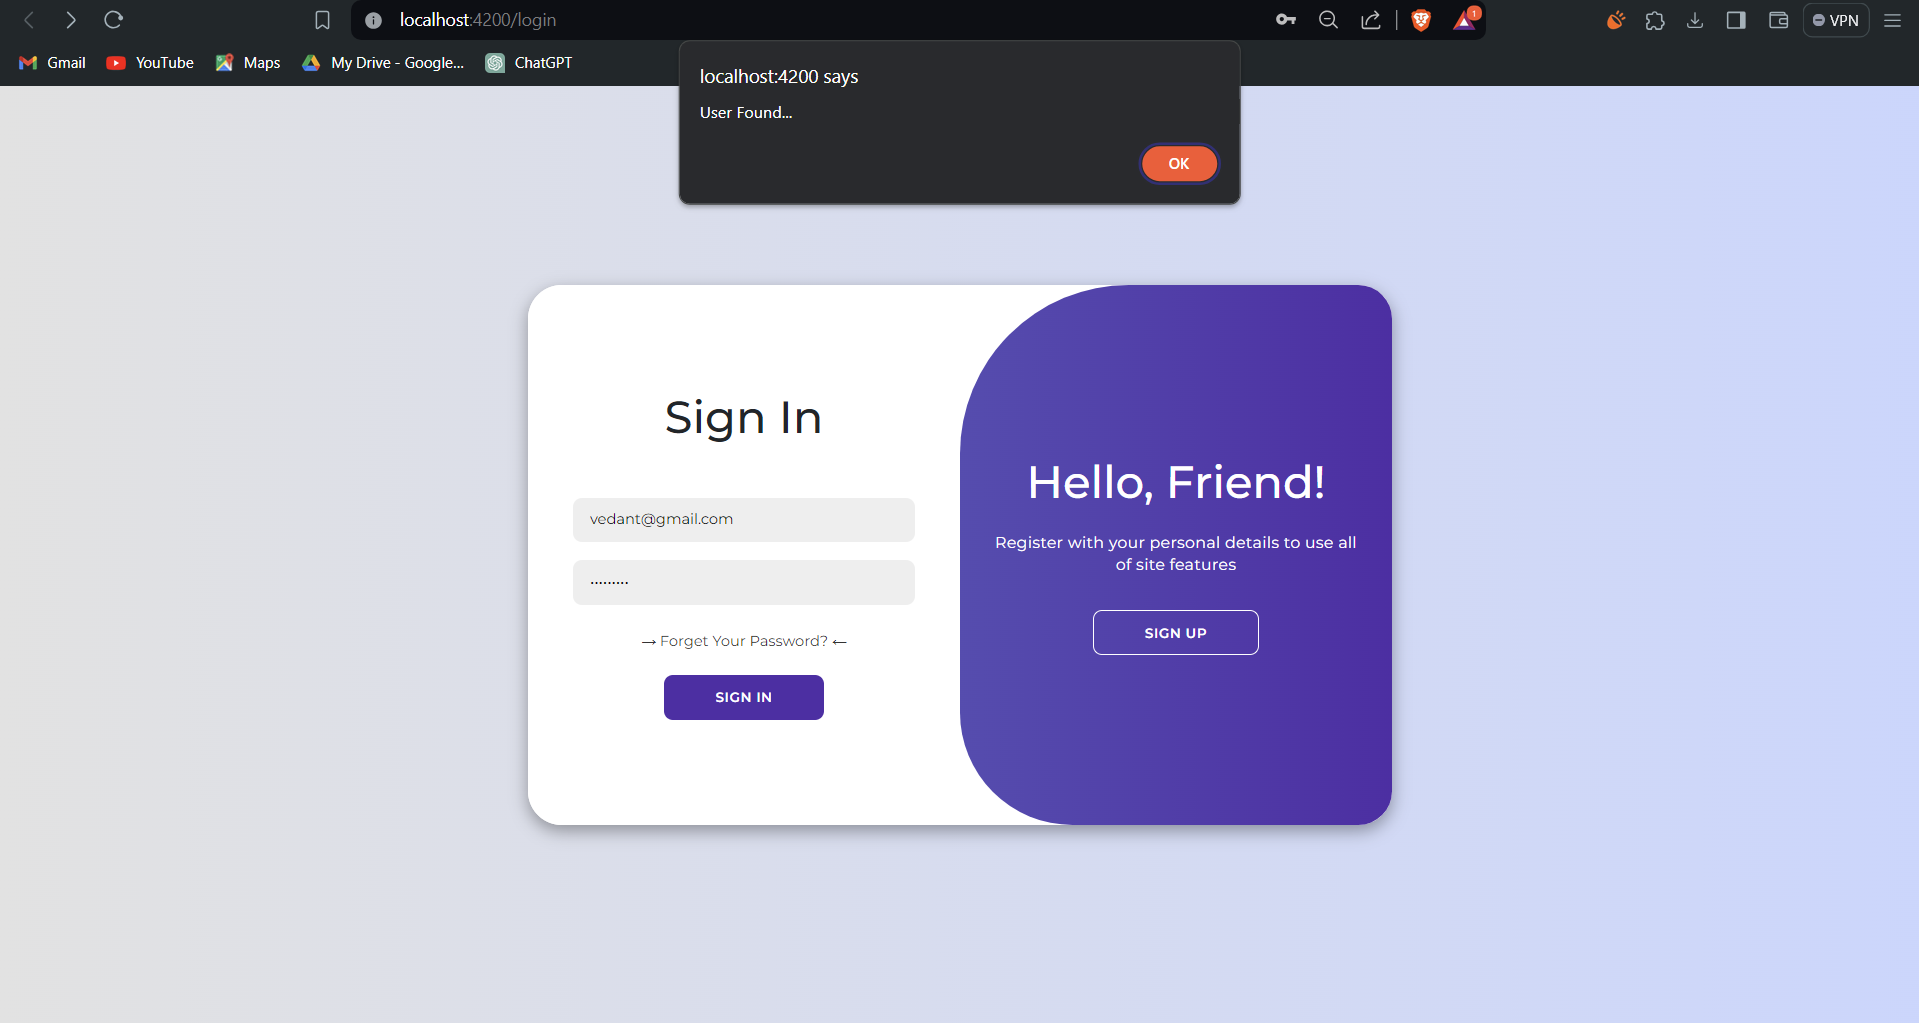 localhost:4200/login
1
VPN
Gmail
YouTube
Maps
My Drive - Google...
ChatGPT
localhost:4200 says
User Found...
OK
Sign In
vedant@gmail.com
·········
→ Forget Your Password? ←
SIGN IN
Hello, Friend!
Register with your personal details to use all
of site features
SIGN UP